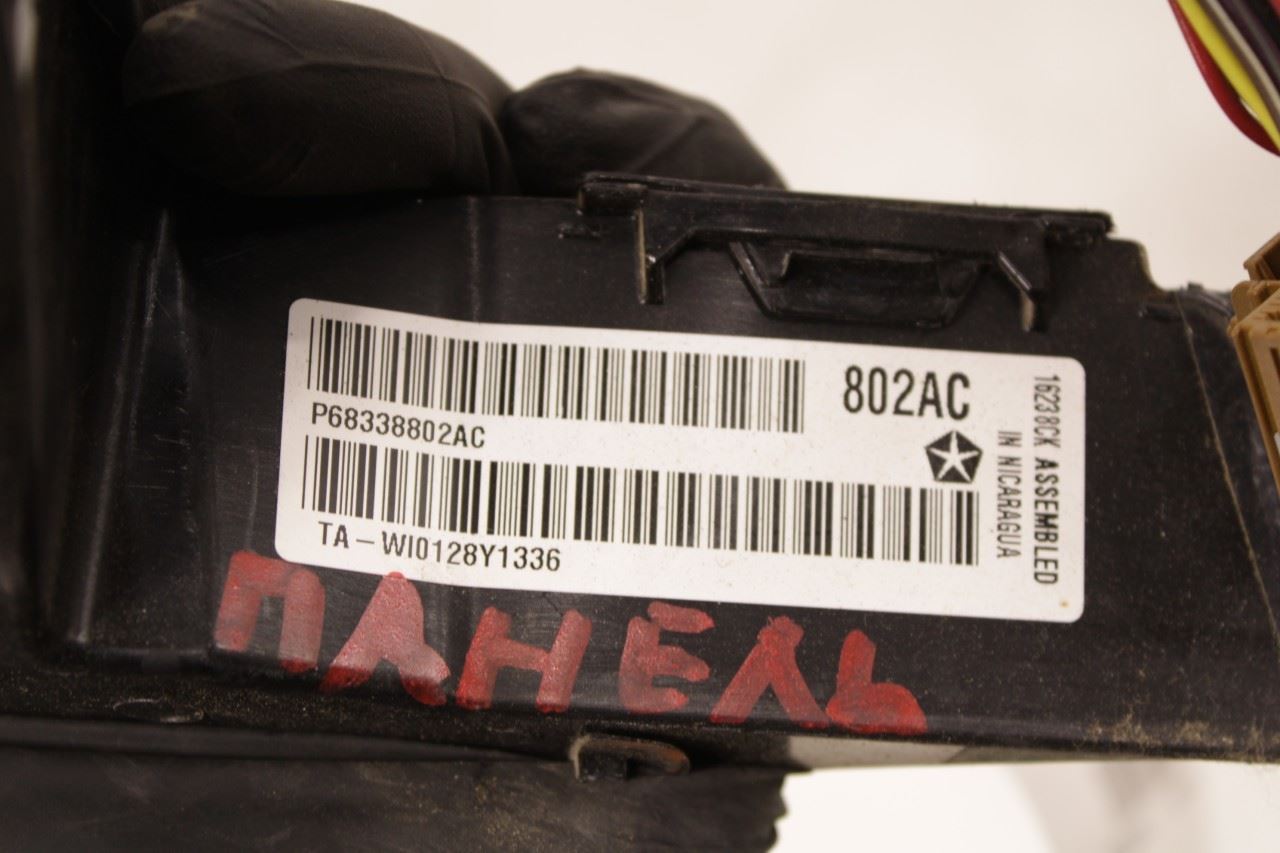 802AC
P68338802AC
TA-WI0128Y1336
16238CK ASSEMBLED
IN NICARAGUA
ПАНЕЛЬ